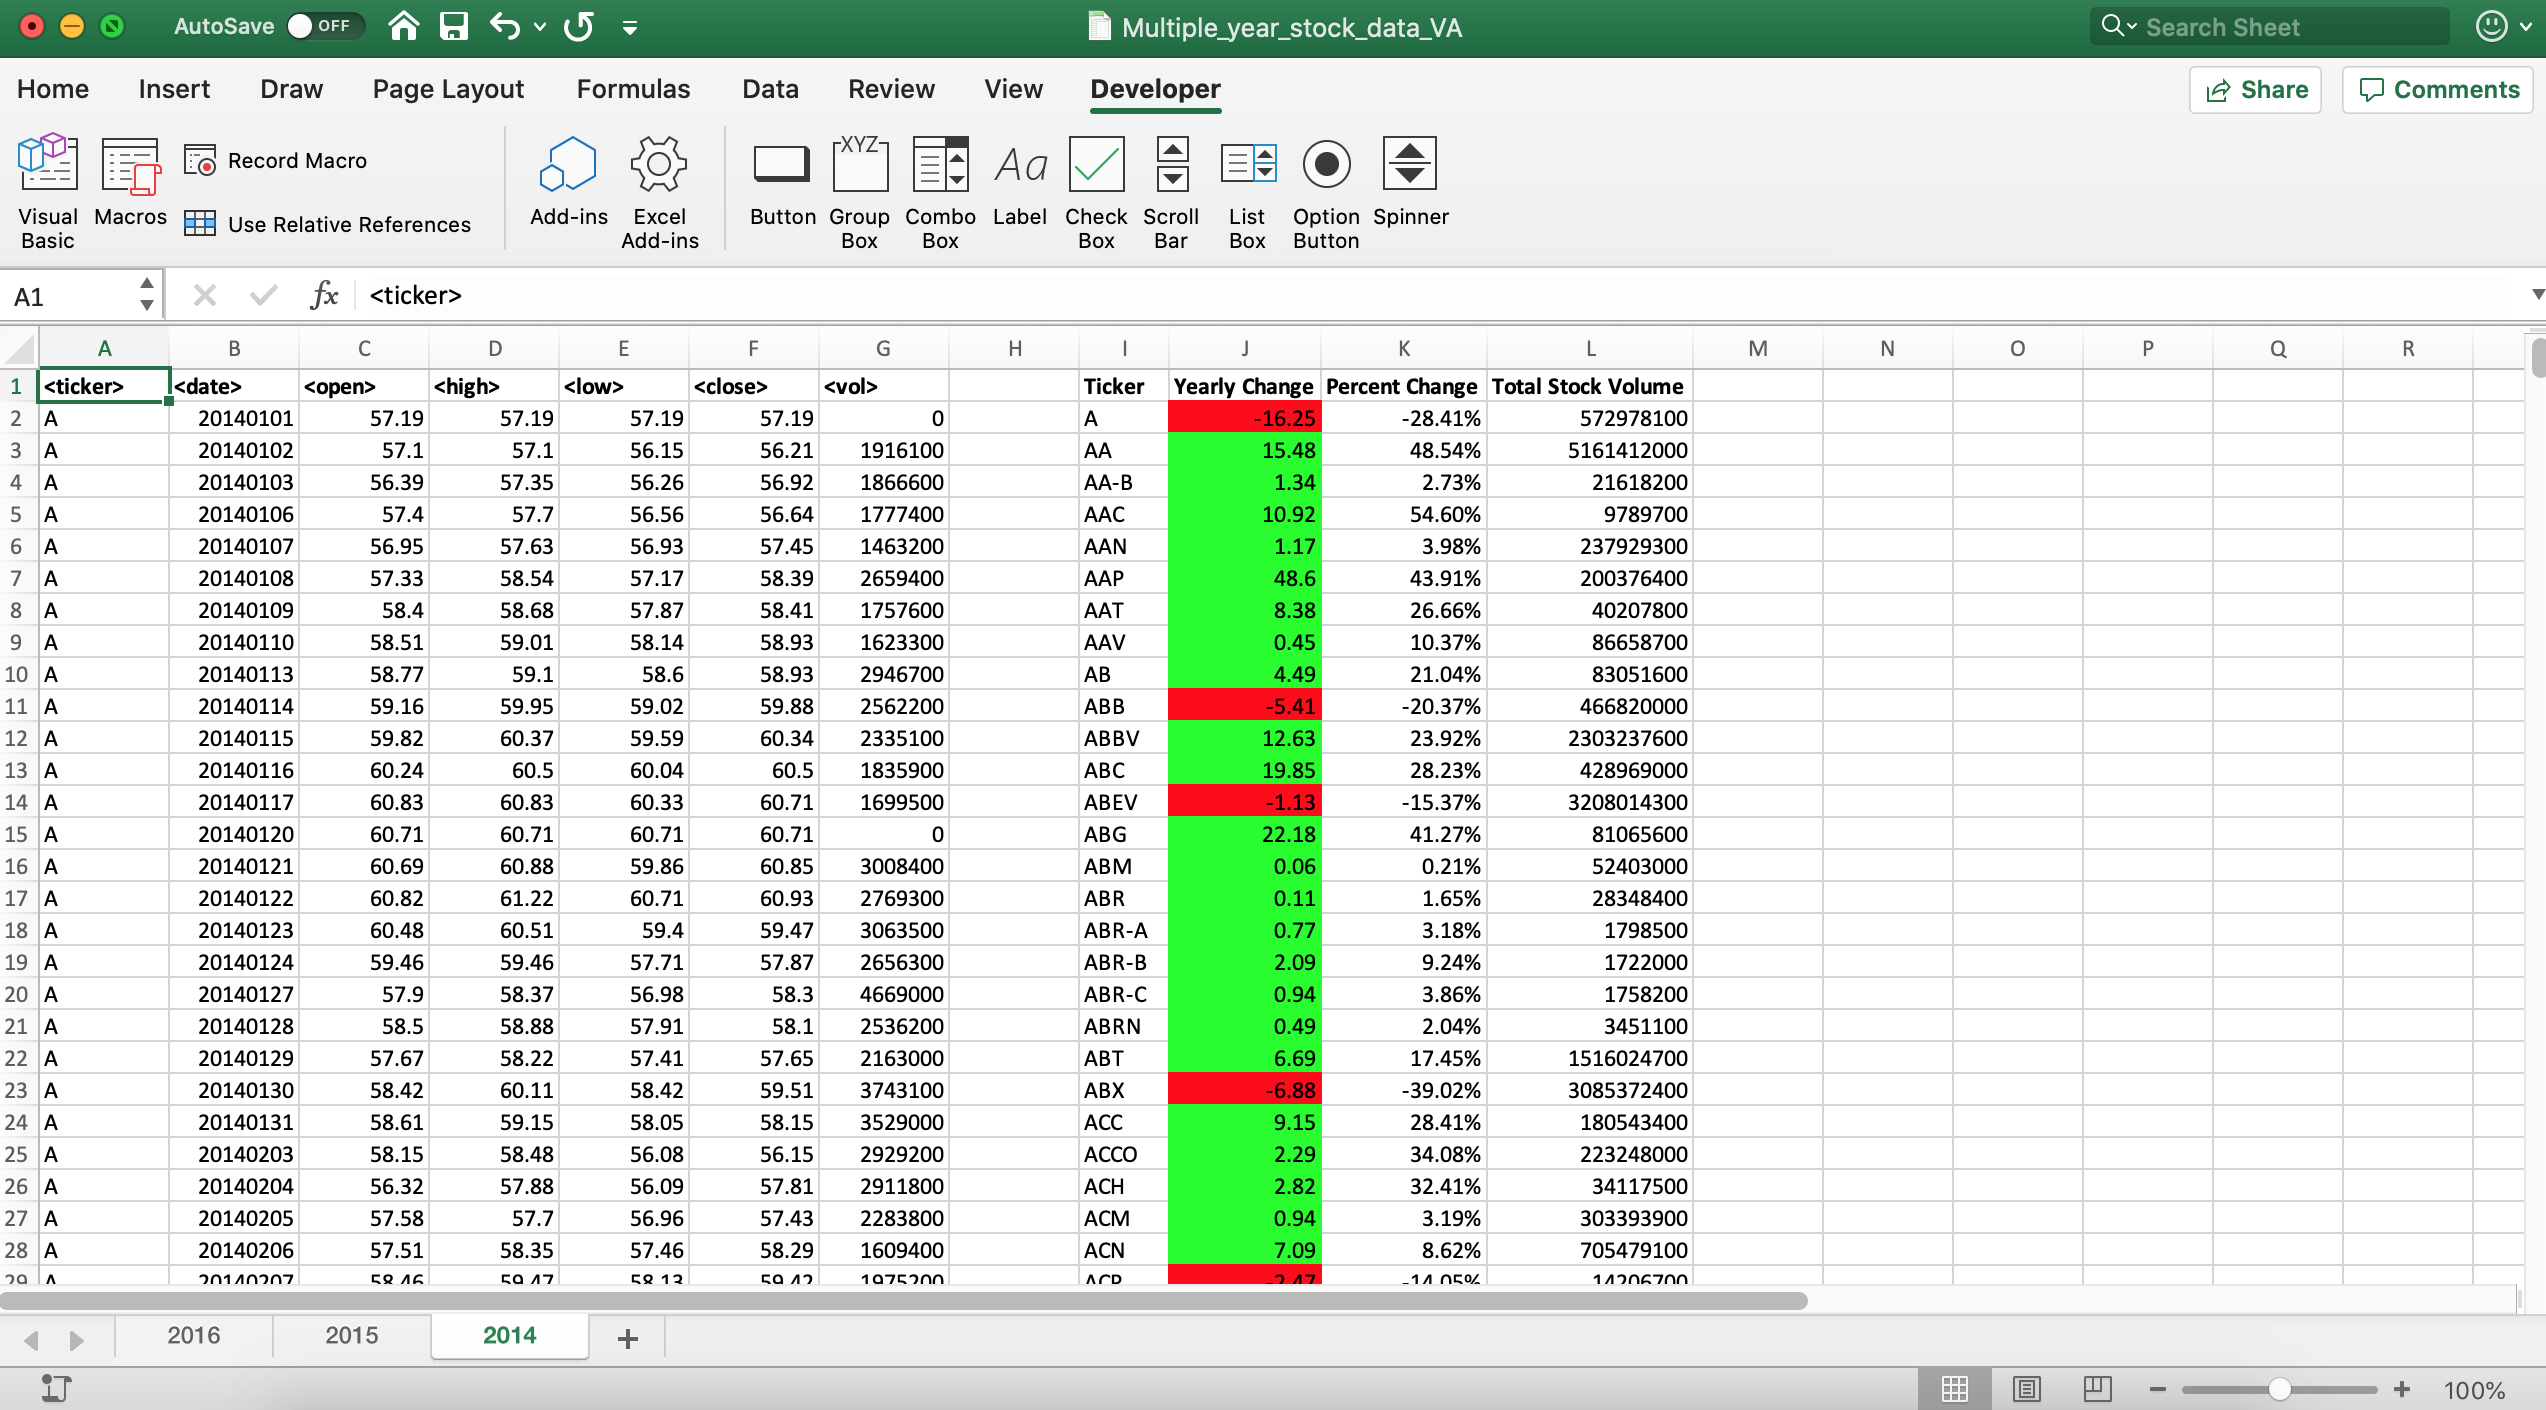 AutoSave OFF Multiple_year_stock_data_VA Search Sheet
Home Insert Draw Page Layout Formulas Data Review View Developer Share Comments
Visual Basic Macros Record Macro Use Relative References Add-ins Excel Add-ins Button XYZ Group Box Combo Box Aa Label Check Box Scroll Bar List Box Option Button Spinner
A1 fx <ticker>
A B C D E F G H I J K L M N O P Q R
1 <ticker> <date> <open> <high> <low> <close> <vol> Ticker Yearly Change Percent Change Total Stock Volume
2 A 20140101 57.19 57.19 57.19 57.19 0 A -16.25 -28.41% 572978100
3 A 20140102 57.1 57.1 56.15 56.21 1916100 AA 15.48 48.54% 5161412000
4 A 20140103 56.39 57.35 56.26 56.92 1866600 AA-B 1.34 2.73% 21618200
5 A 20140106 57.4 57.7 56.56 56.64 1777400 AAC 10.92 54.60% 9789700
6 A 20140107 56.95 57.63 56.93 57.45 1463200 AAN 1.17 3.98% 237929300
7 A 20140108 57.33 58.54 57.17 58.39 2659400 AAP 48.6 43.91% 200376400
8 A 20140109 58.4 58.68 57.87 58.41 1757600 AAT 8.38 26.66% 40207800
9 A 20140110 58.51 59.01 58.14 58.93 1623300 AAV 0.45 10.37% 86658700
10 A 20140113 58.77 59.1 58.6 58.93 2946700 AB 4.49 21.04% 83051600
11 A 20140114 59.16 59.95 59.02 59.88 2562200 ABB -5.41 -20.37% 466820000
12 A 20140115 59.82 60.37 59.59 60.34 2335100 ABBV 12.63 23.92% 2303237600
13 A 20140116 60.24 60.5 60.04 60.5 1835900 ABC 19.85 28.23% 428969000
14 A 20140117 60.83 60.83 60.33 60.71 1699500 ABEV -1.13 -15.37% 3208014300
15 A 20140120 60.71 60.71 60.71 60.71 0 ABG 22.18 41.27% 81065600
16 A 20140121 60.69 60.88 59.86 60.85 3008400 ABM 0.06 0.21% 52403000
17 A 20140122 60.82 61.22 60.71 60.93 2769300 ABR 0.11 1.65% 28348400
18 A 20140123 60.48 60.51 59.4 59.47 3063500 ABR-A 0.77 3.18% 1798500
19 A 20140124 59.46 59.46 57.71 57.87 2656300 ABR-B 2.09 9.24% 1722000
20 A 20140127 57.9 58.37 56.98 58.3 4669000 ABR-C 0.94 3.86% 1758200
21 A 20140128 58.5 58.88 57.91 58.1 2536200 ABRN 0.49 2.04% 3451100
22 A 20140129 57.67 58.22 57.41 57.65 2163000 ABT 6.69 17.45% 1516024700
23 A 20140130 58.42 60.11 58.42 59.51 3743100 ABX -6.88 -39.02% 3085372400
24 A 20140131 58.61 59.15 58.05 58.15 3529000 ACC 9.15 28.41% 180543400
25 A 20140203 58.15 58.48 56.08 56.15 2929200 ACCO 2.29 34.08% 223248000
26 A 20140204 56.32 57.88 56.09 57.81 2911800 ACH 2.82 32.41% 34117500
27 A 20140205 57.58 57.7 56.96 57.43 2283800 ACM 0.94 3.19% 303393900
28 A 20140206 57.51 58.35 57.46 58.29 1609400 ACN 7.09 8.62% 705479100
29 A 20140207 58.46 59.47 58.13 59.42 1975200 -2.47 -14.05% 14206700
2016 2015 2014 +
100%